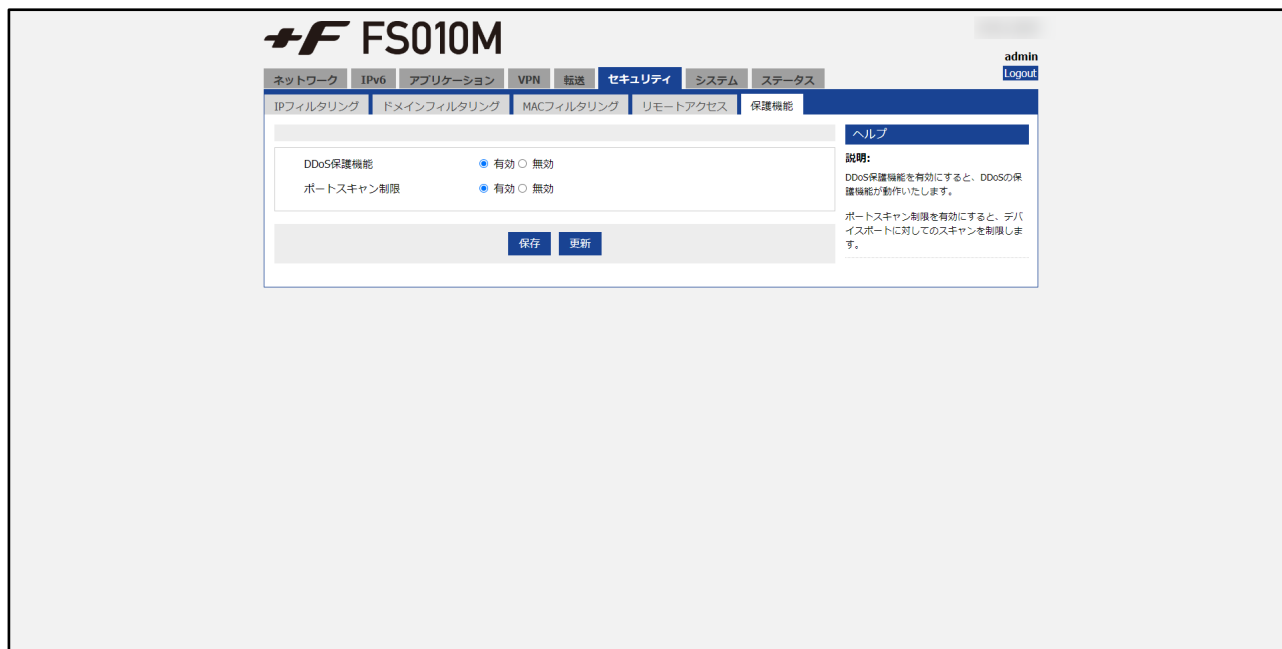 +F FS010M
admin
Logout
ネットワーク IPv6 アプリケーション VPN 転送 セキュリティ システム ステータス
IPフィルタリング ドメインフィルタリング MACフィルタリング リモートアクセス 保護機能
DDoS保護機能 有効 無効
ポートスキャン制限 有効 無効
保存 更新
ヘルプ
説明:
DDoS保護機能を有効にすると、DDoSの保
護機能が動作いたします。
ポートスキャン制限を有効にすると、デバ
イスポートに対してのスキャンを制限しま
す。